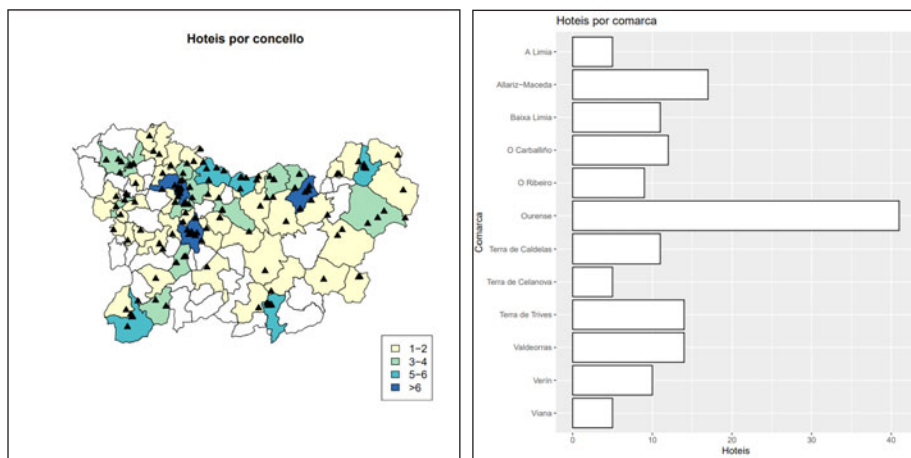 Hoteis por concello
1−2
3−4
5−6
>6
Hoteis por comarca
Comarca
A Limia
Allariz−Maceda
Baixa Limia
O Carballiño
O Ribeiro
Ourense
Terra de Caldelas
Terra de Celanova
Terra de Trives
Valdeorras
Verín
Viana
0
10
20
30
40
Hoteis